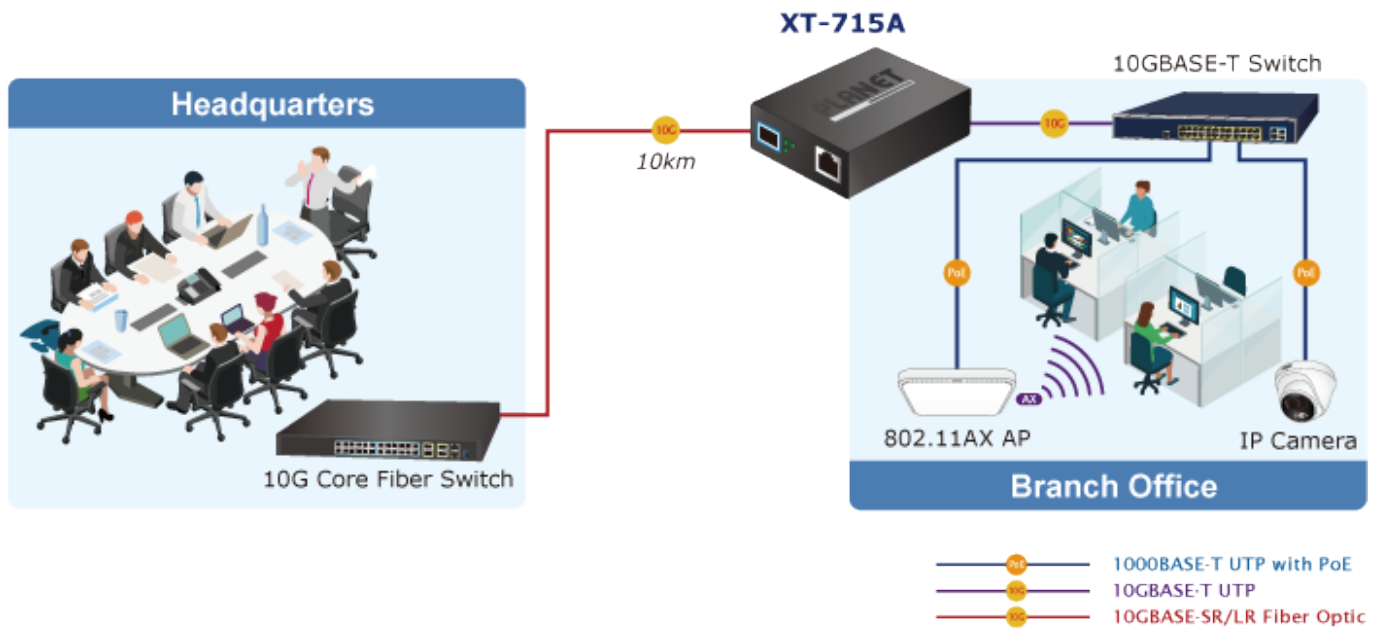 XT-715A
Headquarters
10G
10km
PLANET
10G
10GBASE-T Switch
PoE
PoE
AX
802.11AX AP
IP Camera
10G Core Fiber Switch
Branch Office
PoE 1000BASE-T UTP with PoE
10G 10GBASE-T UTP
10G 10GBASE-SR/LR Fiber Optic